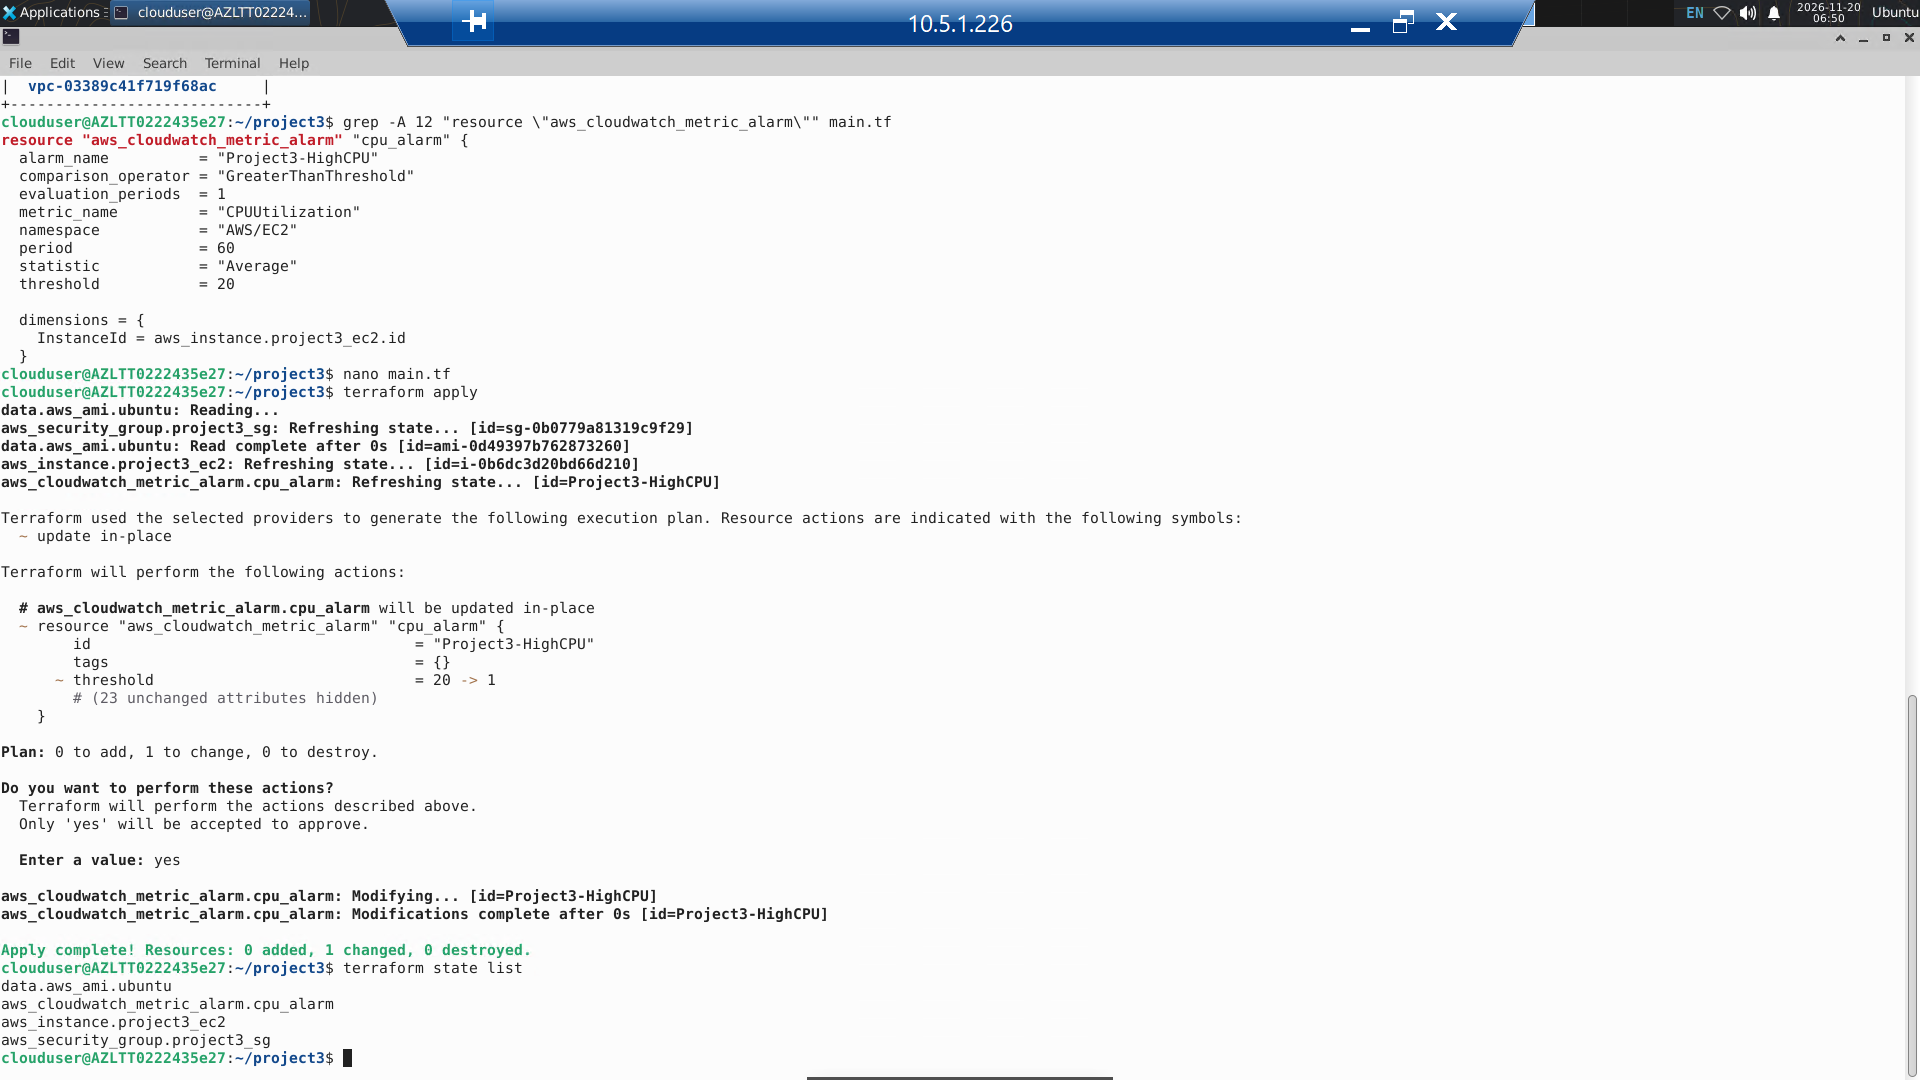 Applications
clouduser@AZLTT02224...
10.5.1.226
EN
2026-11-20
06:50
Ubuntu
File Edit View Search Terminal Help
|  vpc-03389c41f719f68ac     |
+----------------------------+
clouduser@AZLTT0222435e27:~/project3$ grep -A 12 "resource \"aws_cloudwatch_metric_alarm\"" main.tf
resource "aws_cloudwatch_metric_alarm" "cpu_alarm" {
  alarm_name          = "Project3-HighCPU"
  comparison_operator = "GreaterThanThreshold"
  evaluation_periods  = 1
  metric_name         = "CPUUtilization"
  namespace           = "AWS/EC2"
  period              = 60
  statistic           = "Average"
  threshold           = 20

  dimensions = {
    InstanceId = aws_instance.project3_ec2.id
  }
clouduser@AZLTT0222435e27:~/project3$ nano main.tf
clouduser@AZLTT0222435e27:~/project3$ terraform apply
data.aws_ami.ubuntu: Reading...
aws_security_group.project3_sg: Refreshing state... [id=sg-0b0779a81319c9f29]
data.aws_ami.ubuntu: Read complete after 0s [id=ami-0d49397b762873260]
aws_instance.project3_ec2: Refreshing state... [id=i-0b6dc3d20bd66d210]
aws_cloudwatch_metric_alarm.cpu_alarm: Refreshing state... [id=Project3-HighCPU]

Terraform used the selected providers to generate the following execution plan. Resource actions are indicated with the following symbols:
  ~ update in-place

Terraform will perform the following actions:

  # aws_cloudwatch_metric_alarm.cpu_alarm will be updated in-place
  ~ resource "aws_cloudwatch_metric_alarm" "cpu_alarm" {
        id                                    = "Project3-HighCPU"
        tags                                  = {}
      ~ threshold                             = 20 -> 1
        # (23 unchanged attributes hidden)
    }

Plan: 0 to add, 1 to change, 0 to destroy.

Do you want to perform these actions?
  Terraform will perform the actions described above.
  Only 'yes' will be accepted to approve.

  Enter a value: yes

aws_cloudwatch_metric_alarm.cpu_alarm: Modifying... [id=Project3-HighCPU]
aws_cloudwatch_metric_alarm.cpu_alarm: Modifications complete after 0s [id=Project3-HighCPU]

Apply complete! Resources: 0 added, 1 changed, 0 destroyed.
clouduser@AZLTT0222435e27:~/project3$ terraform state list
data.aws_ami.ubuntu
aws_cloudwatch_metric_alarm.cpu_alarm
aws_instance.project3_ec2
aws_security_group.project3_sg
clouduser@AZLTT0222435e27:~/project3$